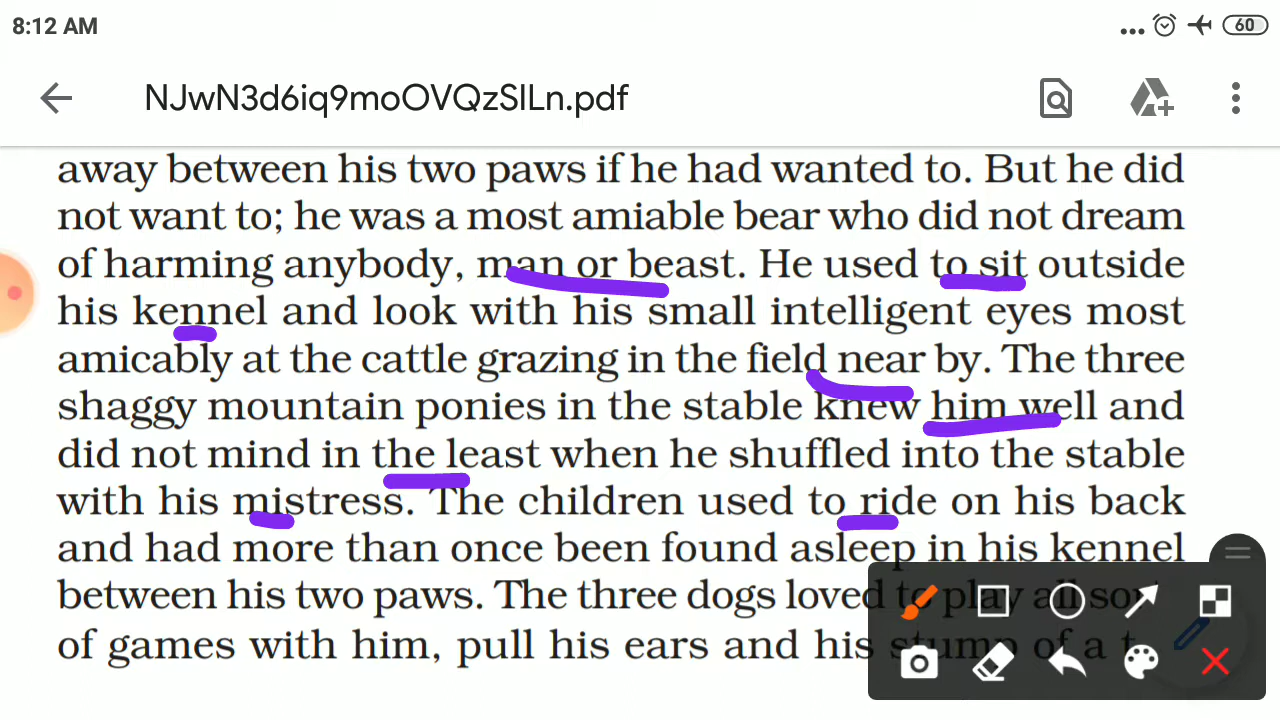 8:12 AM
60
NJwN3d6iq9moOVQzSILn.pdf
away between his two paws if he had wanted to. But he did
not want to; he was a most amiable bear who did not dream
of harming anybody, man or beast. He used to sit outside
his kennel and look with his small intelligent eyes most
amicably at the cattle grazing in the field near by. The three
shaggy mountain ponies in the stable knew him well and
did not mind in the least when he shuffled into the stable
with his mistress. The children used to ride on his back
and had more than once been found asleep in his kennel
between his two paws. The three dogs loved to play all
of games with him, pull his ears and his stump of a